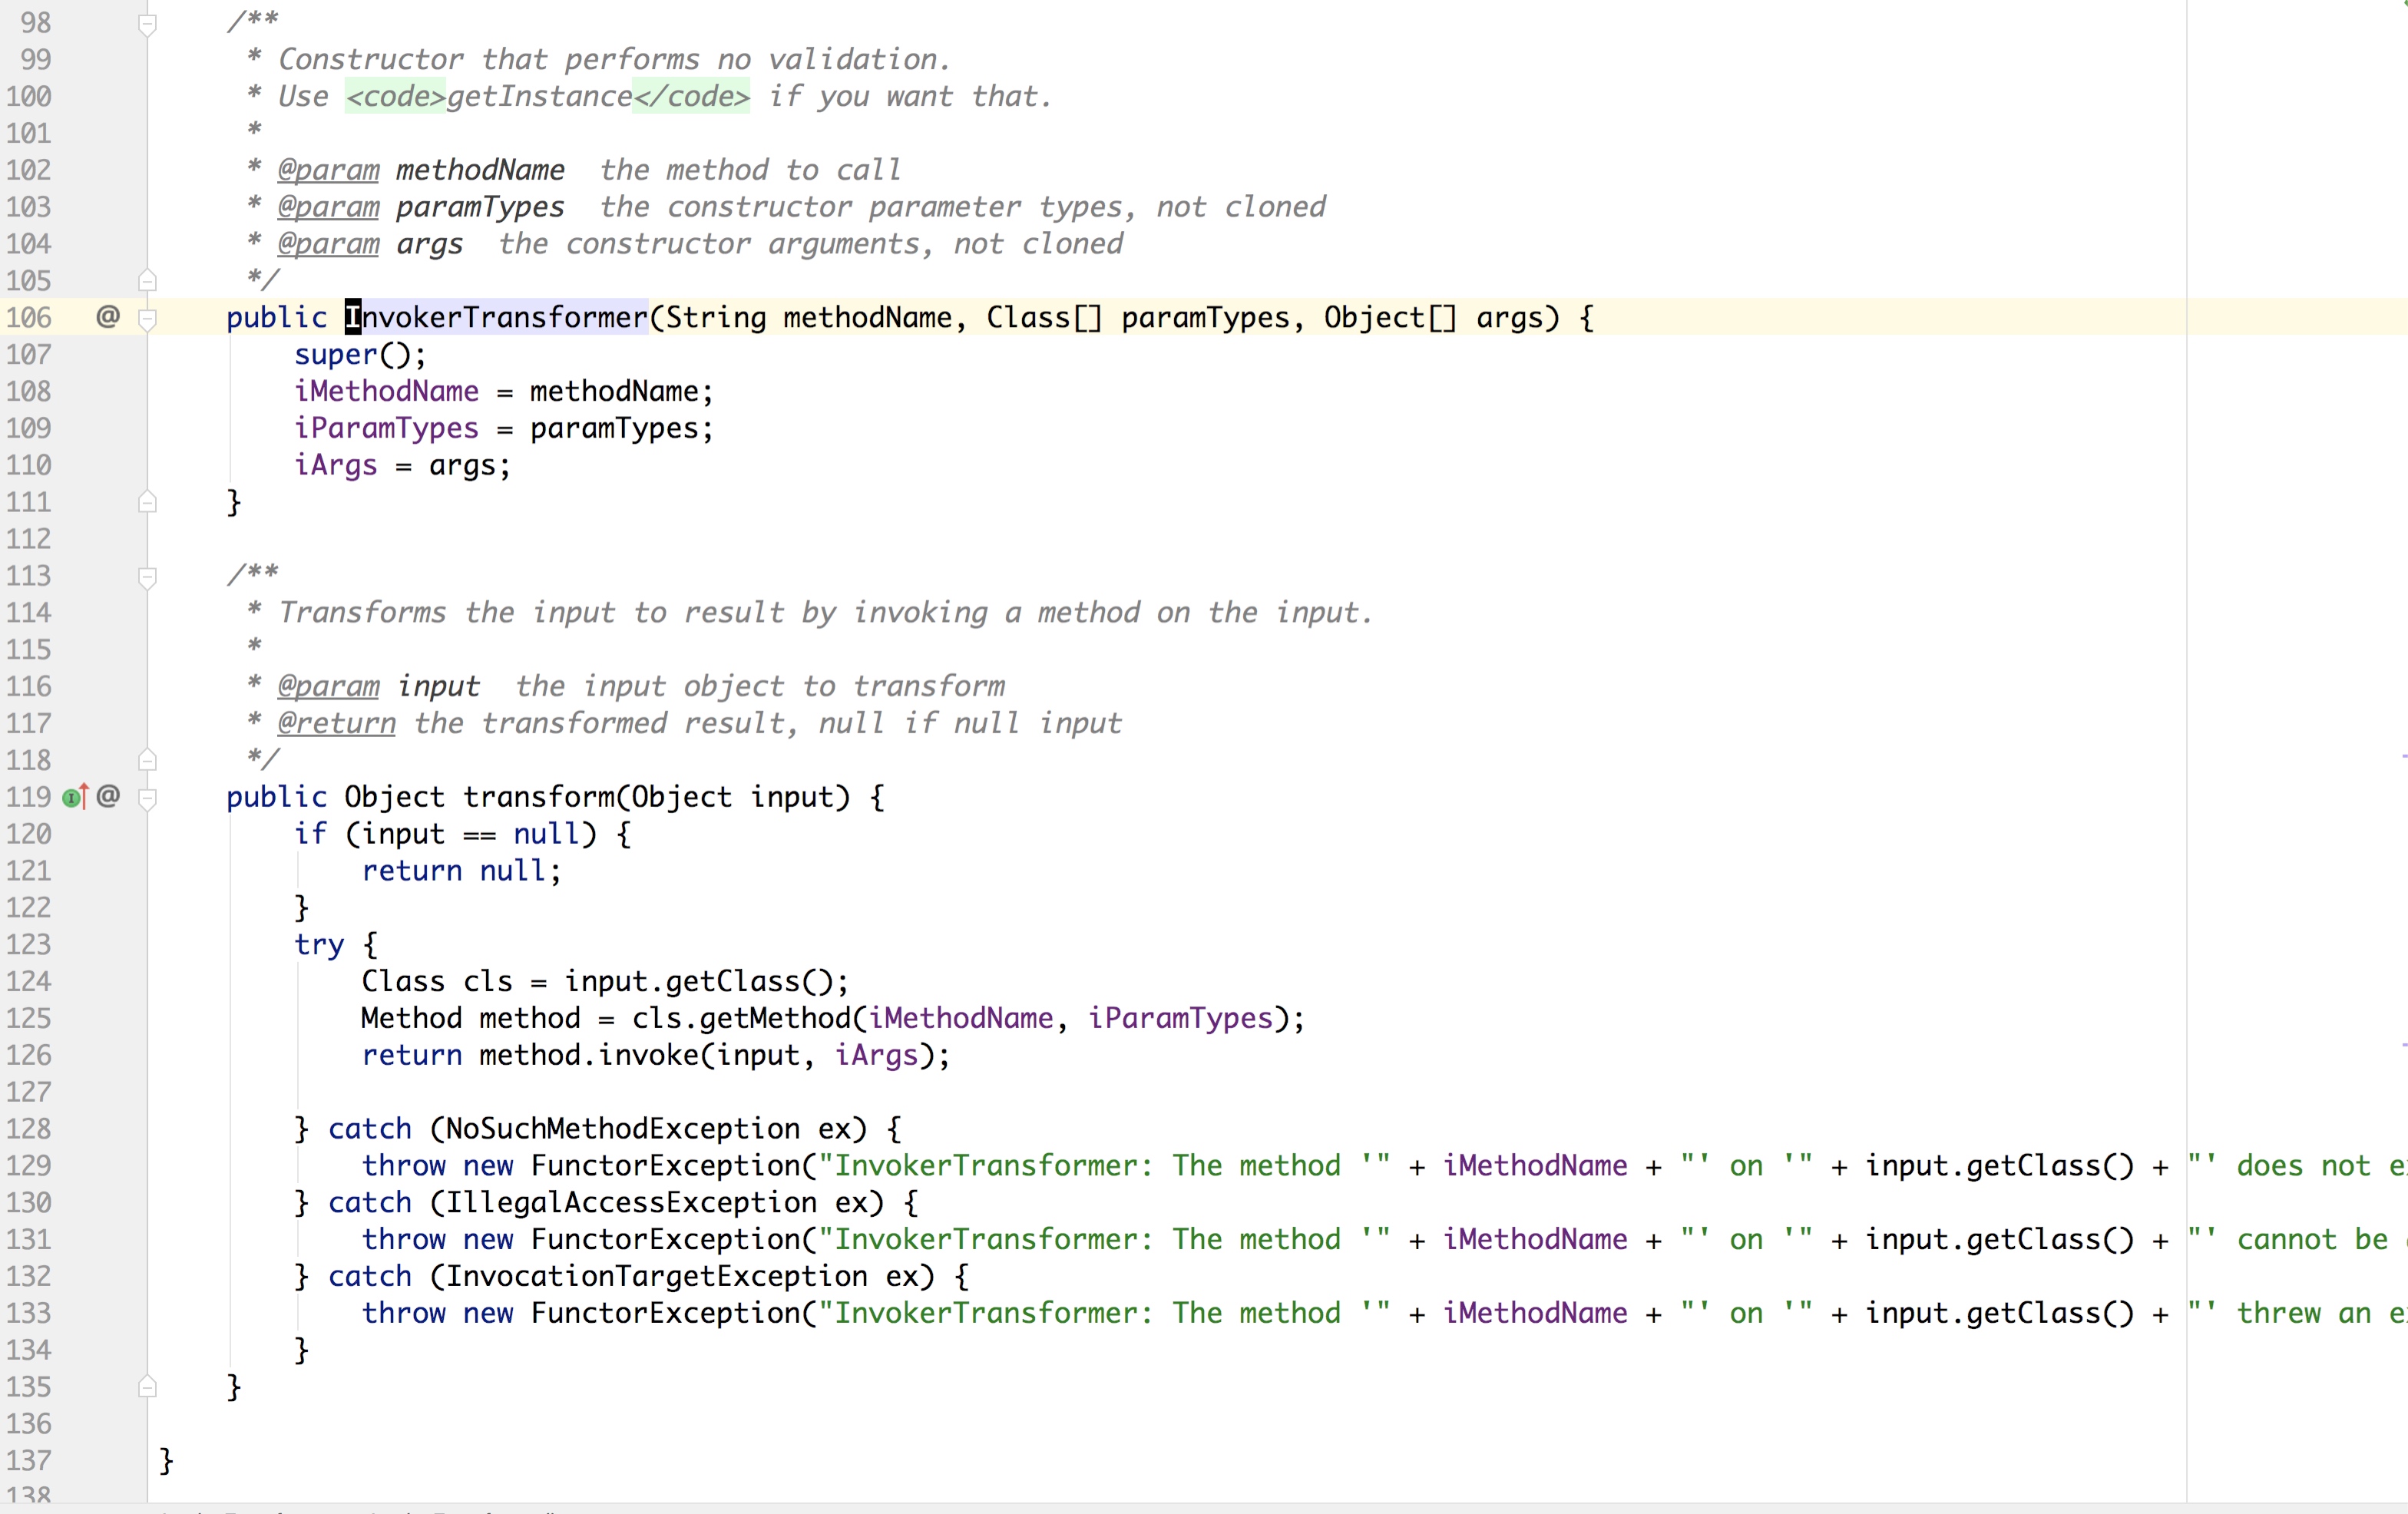 98 /**
99 * Constructor that performs no validation.
100 * Use <code>getInstance</code> if you want that.
101 *
102 * @param methodName  the method to call
103 * @param paramTypes  the constructor parameter types, not cloned
104 * @param args  the constructor arguments, not cloned
105 */
106 @ public InvokerTransformer(String methodName, Class[] paramTypes, Object[] args) {
107 super();
108 iMethodName = methodName;
109 iParamTypes = paramTypes;
110 iArgs = args;
111 }
112
113 /**
114 * Transforms the input to result by invoking a method on the input.
115 *
116 * @param input  the input object to transform
117 * @return the transformed result, null if null input
118 */
119 @ public Object transform(Object input) {
120 if (input == null) {
121 return null;
122 }
123 try {
124 Class cls = input.getClass();
125 Method method = cls.getMethod(iMethodName, iParamTypes);
126 return method.invoke(input, iArgs);
127
128 } catch (NoSuchMethodException ex) {
129 throw new FunctorException("InvokerTransformer: The method '" + iMethodName + "' on '" + input.getClass() + "' does not
130 } catch (IllegalAccessException ex) {
131 throw new FunctorException("InvokerTransformer: The method '" + iMethodName + "' on '" + input.getClass() + "' cannot be
132 } catch (InvocationTargetException ex) {
133 throw new FunctorException("InvokerTransformer: The method '" + iMethodName + "' on '" + input.getClass() + "' threw an
134 }
135 }
136
137 }
138